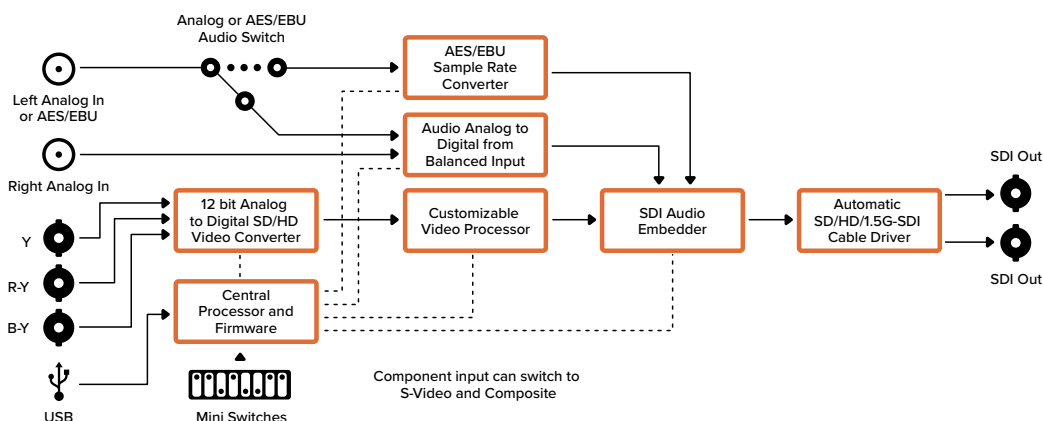 Analog or AES/EBU
Audio Switch
AES/EBU
Sample Rate
Converter
Left Analog In
or AES/EBU
Audio Analog to
Digital from
Balanced Input
Right Analog In
SDI Out
12 bit Analog
to Digital SD/HD
Video Converter
Customizable
Video Processor
SDI Audio
Embedder
Automatic
SD/HD/1.5G-SDI
Cable Driver
Y
R-Y
SDI Out
Central
Processor and
Firmware
B-Y
Component input can switch to
S-Video and Composite
USB
Mini Switches